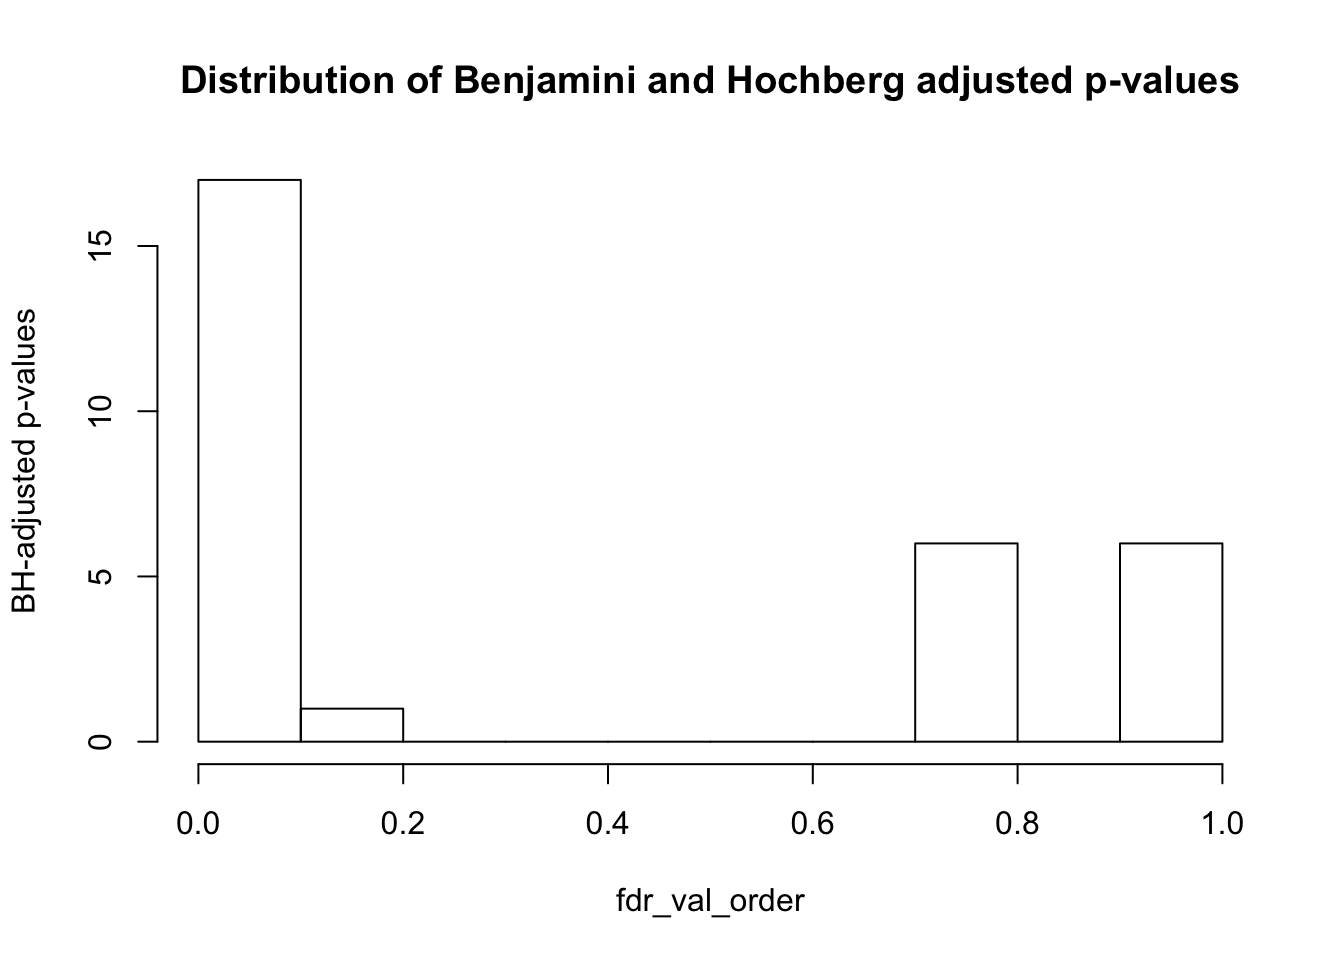 Distribution of Benjamini and Hochberg adjusted p-values
BH-adjusted p-values
15
10
5
0
0.0 0.2 0.4 0.6 0.8 1.0
fdr_val_order